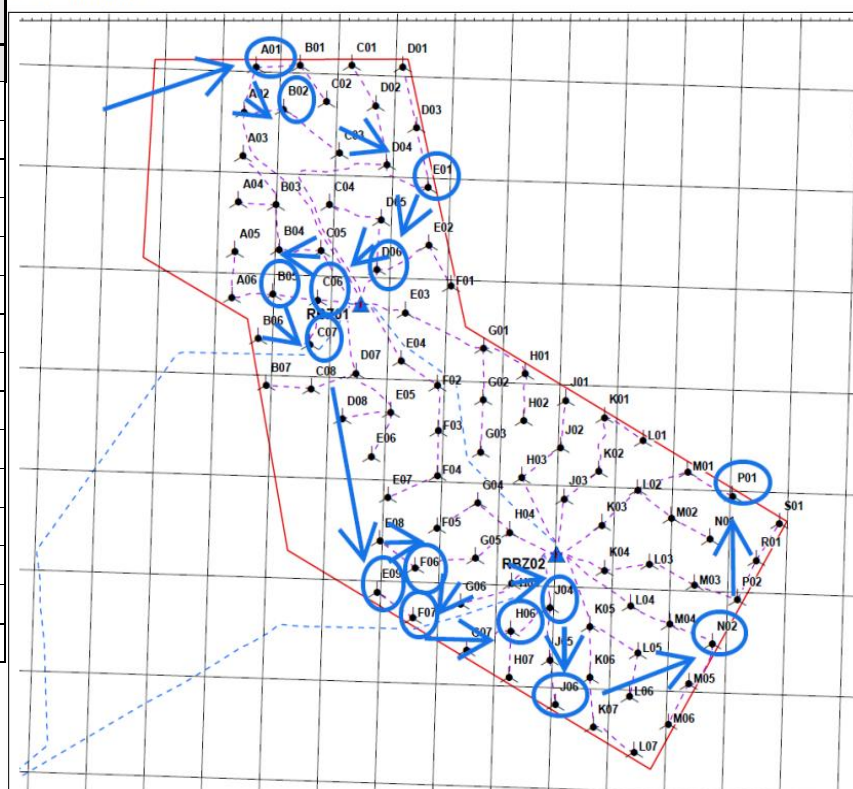 A01 B01 C01 D01
A02 B02 C02 D02
D03
A03 C03 D04
E01
A04 B03 C04
D05
E02
A05 B04 C05
D06
A06 B05 C06 F01
E03
B06 RBZ01
C07
G01
E04
H01
B07 C08 D07
F02 G02
J01
D08 E05 H02 K01
F03 J02
L01
E06 G03
H03 K02
M01
E07 F04 J03 L02 P01
G04
K03 M02 S01
E08 F05 H04 N01
G05 R01
F06 RBZ02 K04 L03
E09 H05 M03 P02
G06 J04
F07 H06 K05 L04
M04 N02
G07 J05 L05
H07 K06
J06 L06 M05
K07 M06
L07